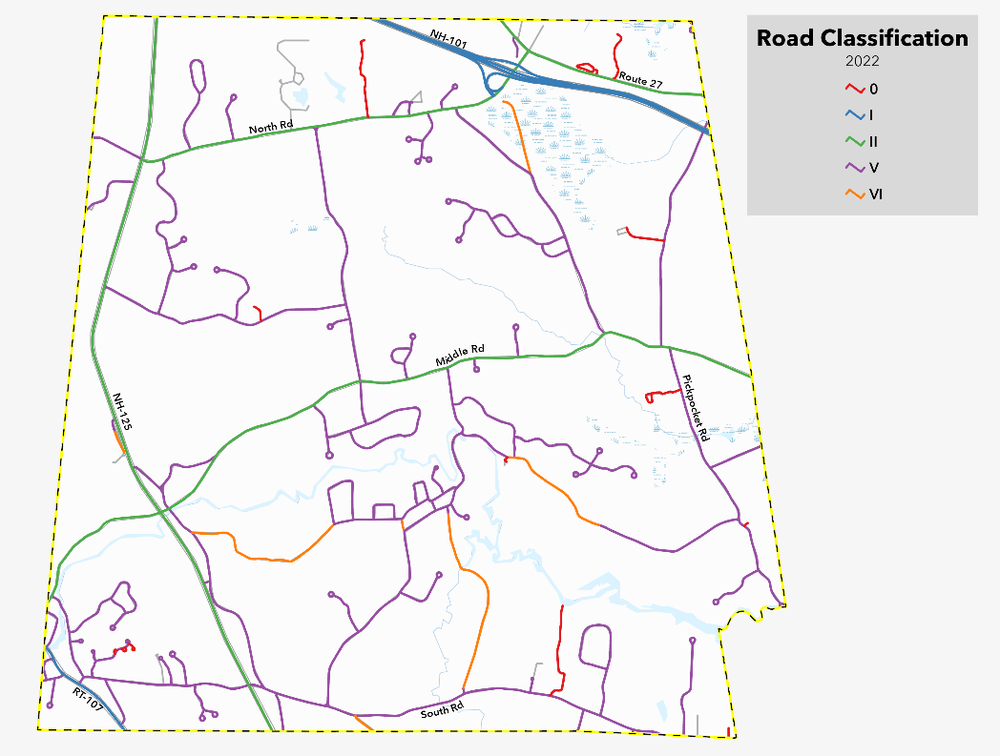 Road Classification
2022
0
I
II
V
VI
NH-101
Route 27
North Rd
Middle Rd
Pickpocket Rd
NH-125
RT-107
South Rd